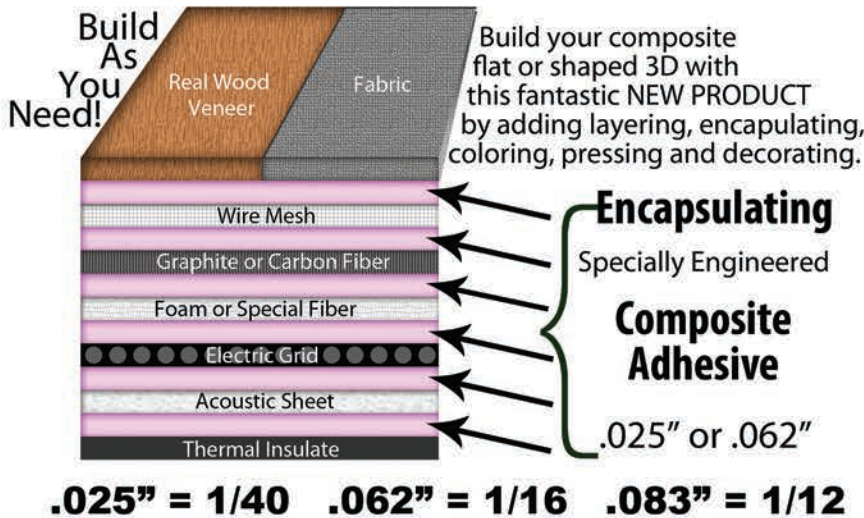 Build
As
You
Need!
Real Wood
Veneer
Fabric
Build your composite
flat or shaped 3D with
this fantastic NEW PRODUCT
by adding layering, encapulating,
coloring, pressing and decorating.
Wire Mesh
Graphite or Carbon Fiber
Foam or Special Fiber
Electric Grid
Acoustic Sheet
Thermal Insulate
Encapsulating
Specially Engineered
Composite
Adhesive
.025” or .062”
.025” = 1/40 .062” = 1/16 .083” = 1/12